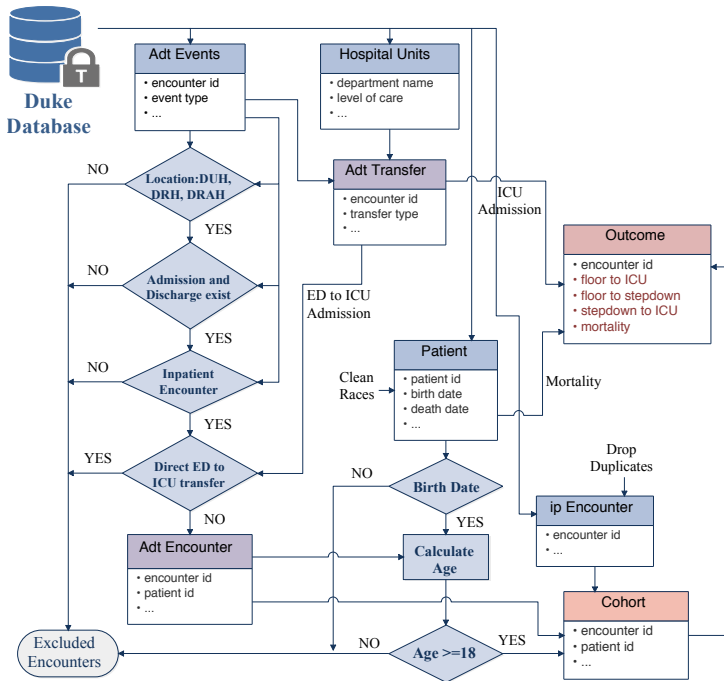 T
Duke
Database
Adt Events
• encounter id
• event type
• ...
Hospital Units
• department name
• level of care
• ...
NO
Location:DUH,
DRH, DRAH
YES
Adt Transfer
• encounter id
• transfer type
• ...
ICU
Admission
NO
Admission and
Discharge exist
YES
ED to ICU
Admission
Outcome
• encounter id
• floor to ICU
• floor to stepdown
• stepdown to ICU
• mortality
NO
Inpatient
Encounter
YES
Clean
Races
Patient
• patient id
• birth date
• death date
• ...
Mortality
YES
Direct ED to
ICU transfer
NO
NO
Birth Date
YES
Drop
Duplicates
ip Encounter
• encounter id
• ...
Adt Encounter
• encounter id
• patient id
• ...
Calculate
Age
Cohort
• encounter id
• patient id
• ...
Excluded
Encounters
NO
Age >=18
YES